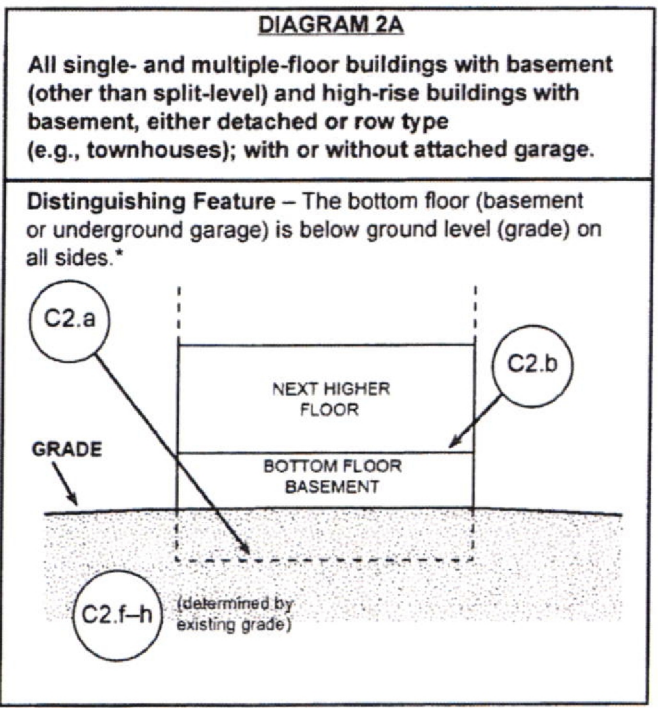 DIAGRAM 2A
All single- and multiple-floor buildings with basement
(other than split-level) and high-rise buildings with
basement, either detached or row type
(e.g., townhouses); with or without attached garage.
Distinguishing Feature – The bottom floor (basement
or underground garage) is below ground level (grade) on
all sides.*
C2.a
C2.b
NEXT HIGHER
FLOOR
GRADE
BOTTOM FLOOR
BASEMENT
C2.f–h
(determined by
existing grade)